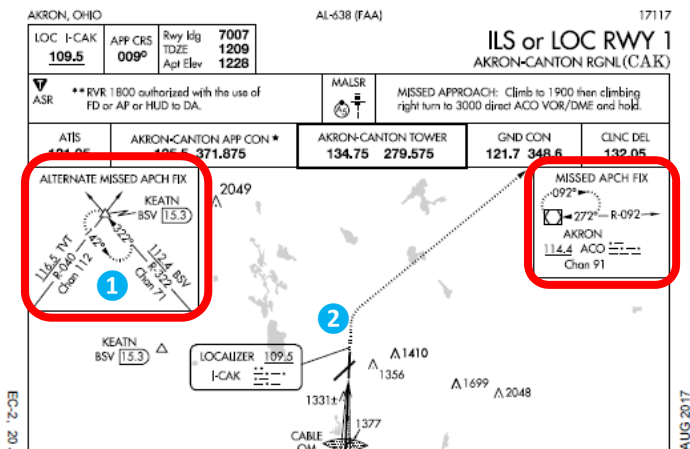 AKRON, OHIO
AL-638 (FAA)
17117
LOC I-CAK
109.5
APP CRS
009°
Rwy ldg 7007
TDZE 1209
Apt Elev 1228
ILS or LOC RWY 1
AKRON-CANTON RGNL (CAK)
T
ASR
**RVR 1800 authorized with the use of
FD or AP or HUD to DA.
MALSR
A5
MISSED APPROACH: Climb to 1900 then climbing
right turn to 3000 direct ACO VOR/DME and hold.
ATIS
AKRON-CANTON APP CON *
371.875
AKRON-CANTON TOWER
134.75 279.575
GND CON
121.7 348.6
CLNC DEL
132.05
ALTERNATE MISSED APCH FIX
KEATN
BSV 15.3
322°
142°
116.5 TVT
R-040
Chan 112
112.4 BSV
R-322
Chan 71
1
2049
MISSED APCH FIX
092°
272°
R-092
AKRON
114.4 ACO
Chan 91
2
KEATN
BSV 15.3
LOCALIZER 109.5
I-CAK
1410
1356
1699
2048
1331±
1377
CABLE
OM
EC-2, 20
AUG 2017